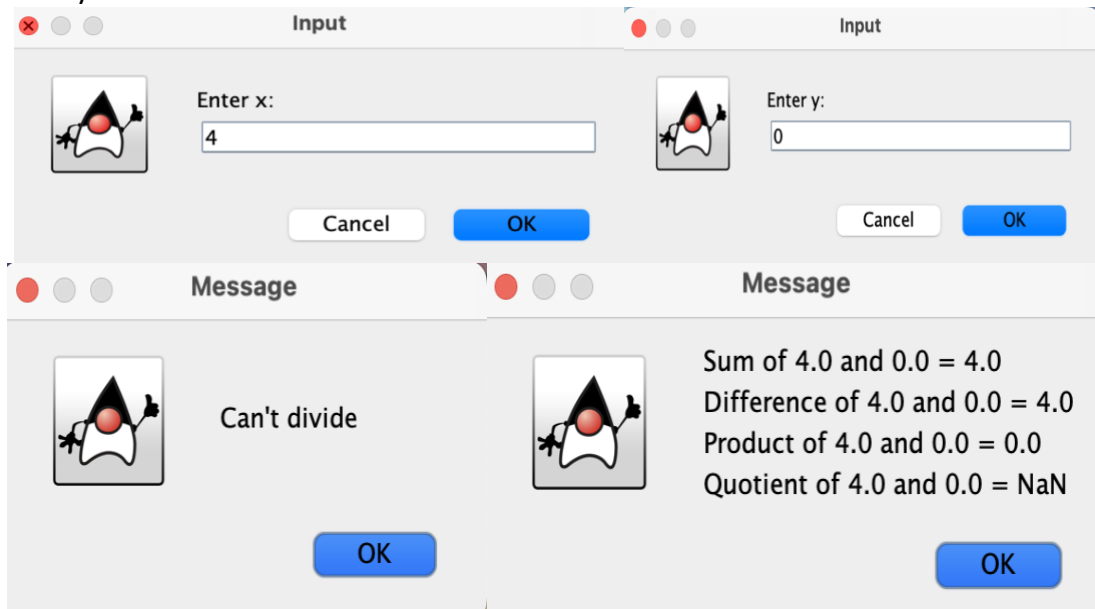 Input
Enter x:
4
Cancel OK
Input
Enter y:
0
Cancel OK
Message
Can't divide
OK
Message
Sum of 4.0 and 0.0 = 4.0
Difference of 4.0 and 0.0 = 4.0
Product of 4.0 and 0.0 = 0.0
Quotient of 4.0 and 0.0 = NaN
OK